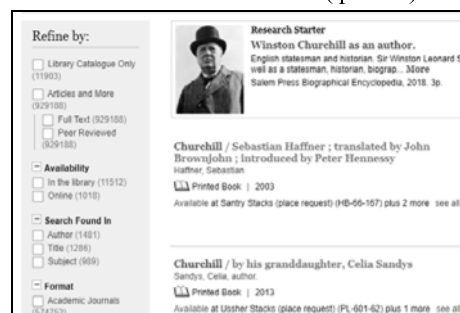 Refine by:
Library Catalogue Only
(11903)
Articles and More
(929188)
Full Text (929188)
Peer Reviewed
(929188)
Availability
In the library (11512)
Online (1018)
Search Found In
Author (1481)
Title (1286)
Subject (989)
Format
Academic Journals
Research Starter
Winston Churchill as an author.
English statesman and historian. Sir Winston Leonard S
well as a statesman, historian, biograp... More
Salem Press Biographical Encyclopedia, 2018. 3p.
Churchill / Sebastian Haffner ; translated by John
Brownjohn ; introduced by Peter Hennessy
Haffner, Sebastian
Printed Book | 2003
Available at Santry Stacks (place request) (HB-66-167) plus 2 more see all
Churchill / by his granddaughter, Celia Sandys
Sandys, Celia, author.
Printed Book | 2013
Available at Ussher Stacks (place request) (PL-601-62) plus 1 more see all